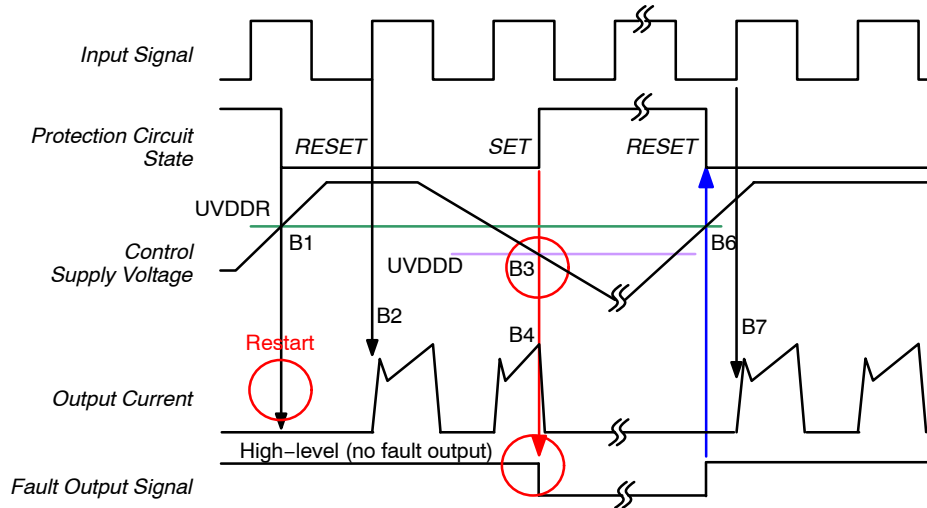 Input Signal
Protection Circuit
State
RESET
SET
RESET
UVDDR
B1
B6
Control
Supply Voltage
UVDDD
B3
B2
B4
B7
Restart
Output Current
High−level (no fault output)
Fault Output Signal